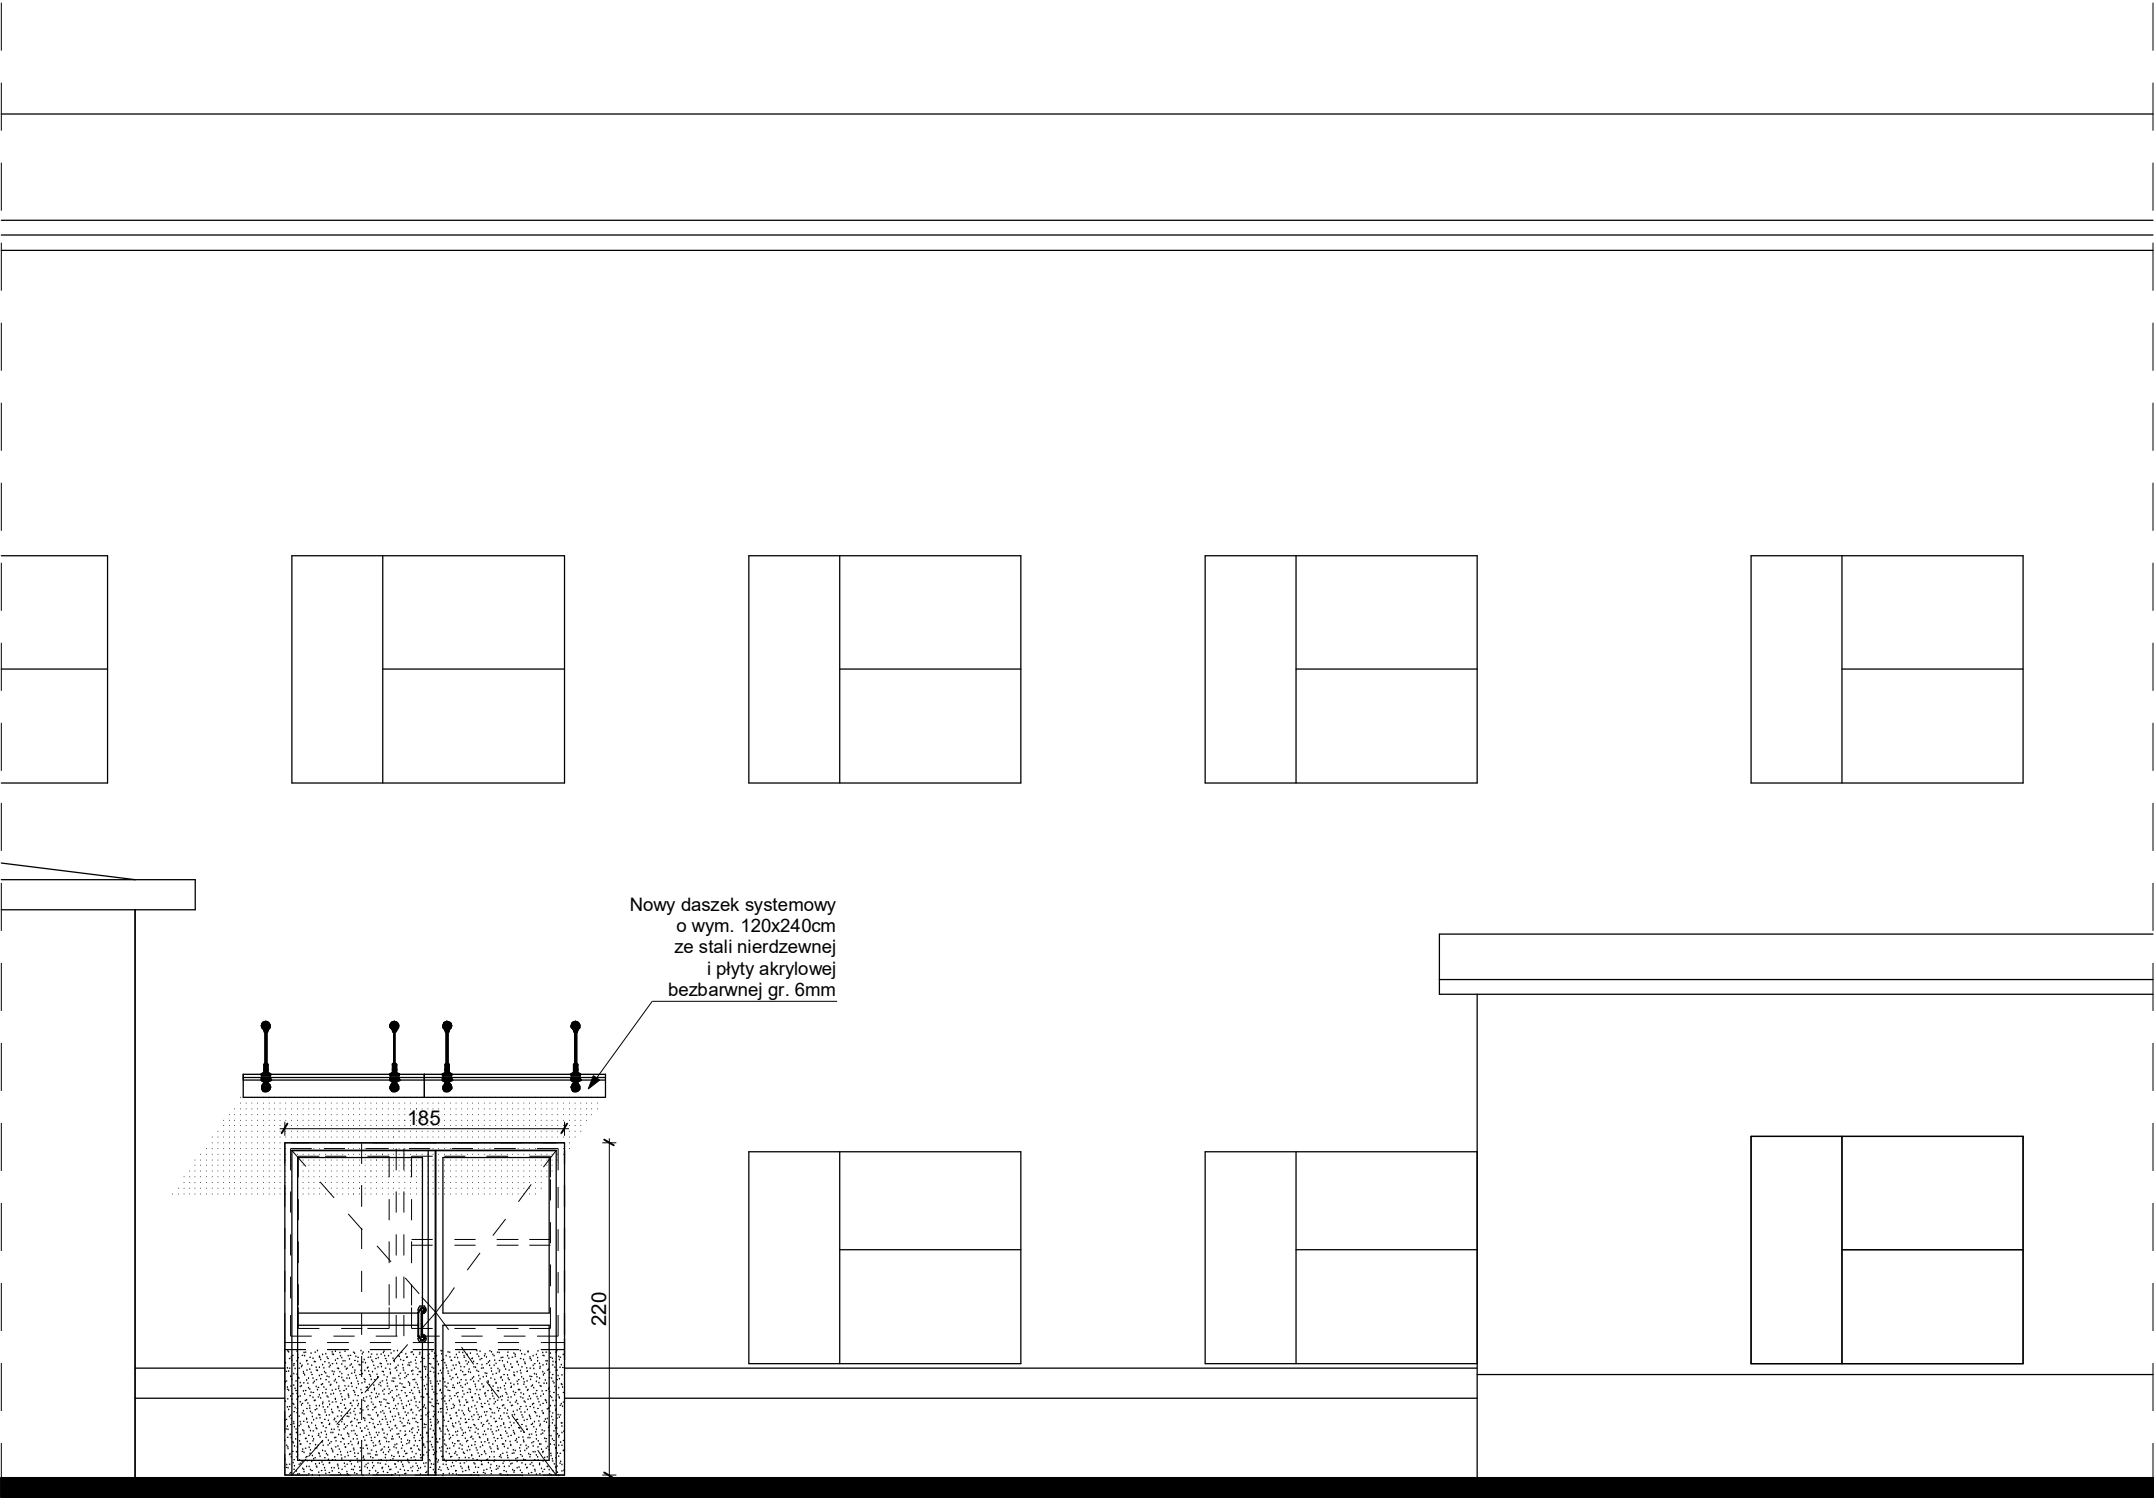 Nowy daszek systemowy
o wym. 120x240cm
ze stali nierdzewnej
i płyty akrylowej
bezbarwnej gr. 6mm
185
220